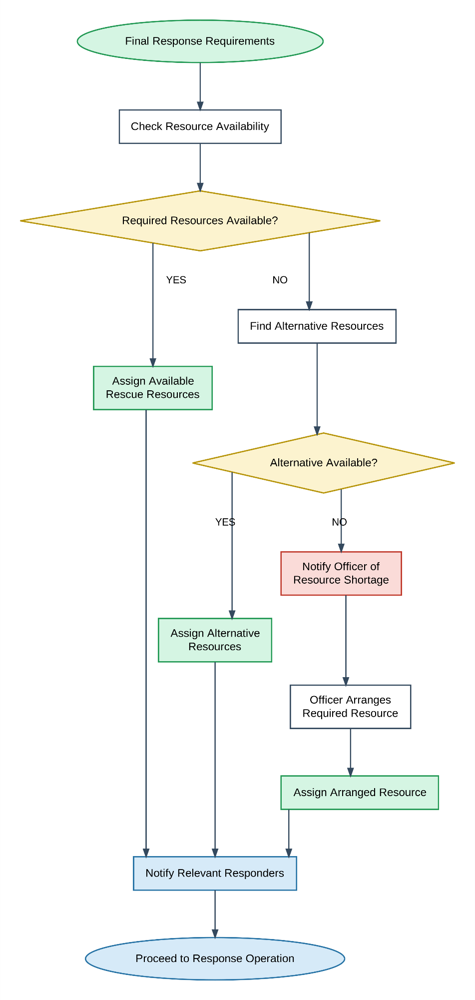 Final Response Requirements
Check Resource Availability
Required Resources Available?
YES
NO
Find Alternative Resources
Assign Available
Rescue Resources
Alternative Available?
YES
NO
Notify Officer of
Resource Shortage
Assign Alternative
Resources
Officer Arranges
Required Resource
Assign Arranged Resource
Notify Relevant Responders
Proceed to Response Operation